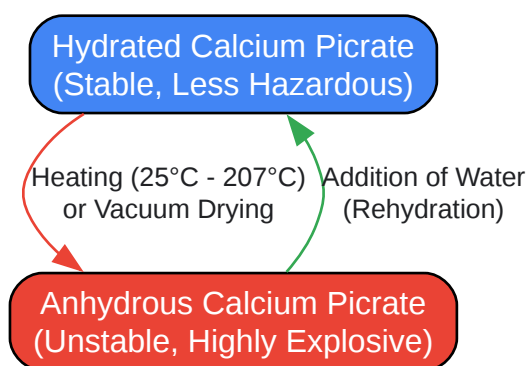 Hydrated Calcium Picrate
(Stable, Less Hazardous)
Heating (25°C - 207°C)
or Vacuum Drying
Addition of Water
(Rehydration)
Anhydrous Calcium Picrate
(Unstable, Highly Explosive)